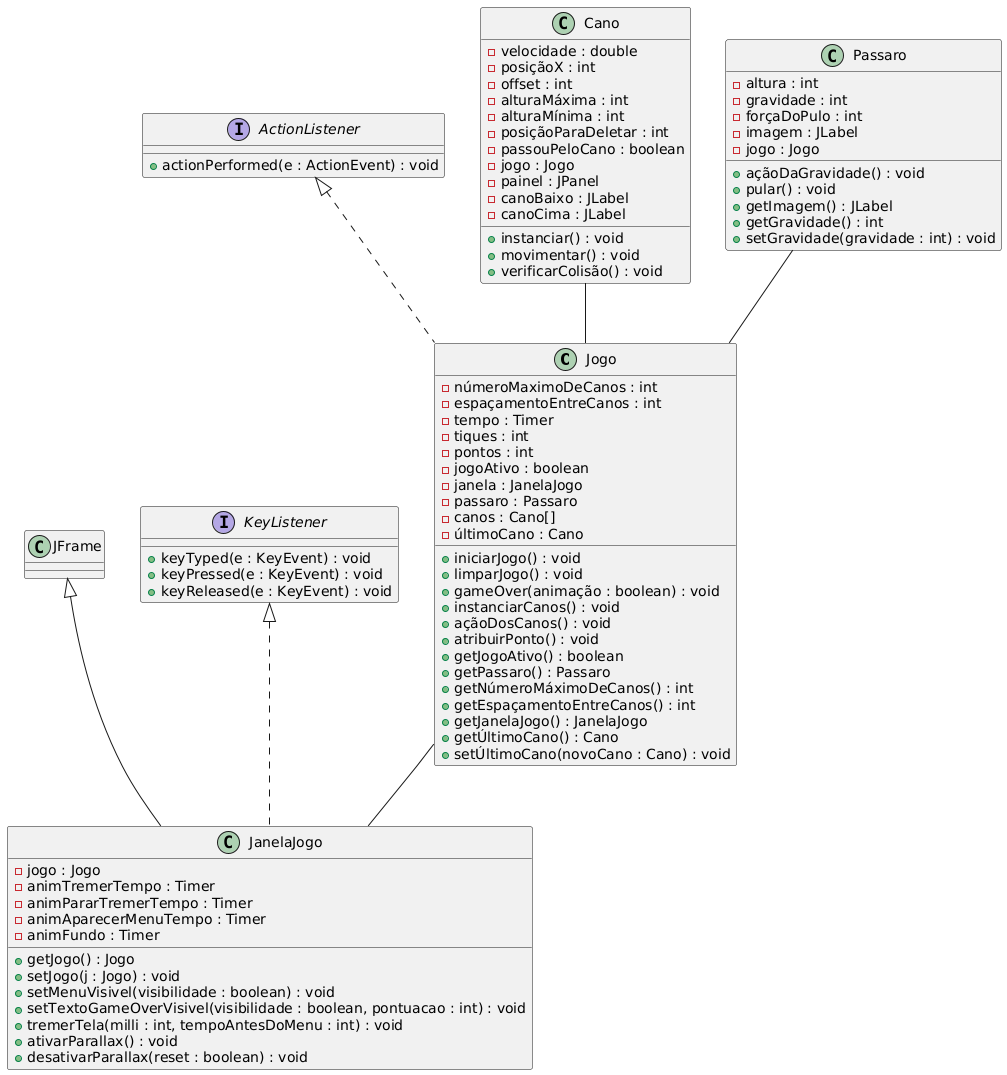 C Cano
velocidade : double
posiçãoX : int
offset : int
alturaMáxima : int
alturaMínima : int
posiçãoParaDeletar : int
passouPeloCano : boolean
jogo : Jogo
painel : JPanel
canoBaixo : JLabel
canoCima : JLabel
instanciar() : void
movimentar() : void
verificarColisão() : void
C Passaro
altura : int
gravidade : int
forçaDoPulo : int
imagem : JLabel
jogo : Jogo
açãoDaGravidade() : void
pular() : void
getImagem() : JLabel
getGravidade() : int
setGravidade(gravidade : int) : void
I ActionListener
actionPerformed(e : ActionEvent) : void
C Jogo
númeroMaximoDeCanos : int
espaçamentoEntreCanos : int
tempo : Timer
tiques : int
pontos : int
jogoAtivo : boolean
janela : JanelaJogo
passaro : Passaro
canos : Cano[]
últimoCano : Cano
iniciarJogo() : void
limparJogo() : void
gameOver(animação : boolean) : void
instanciarCanos() : void
açãoDosCanos() : void
atribuirPonto() : void
getJogoAtivo() : boolean
getPassaro() : Passaro
getNúmeroMáximoDeCanos() : int
getEspaçamentoEntreCanos() : int
getJanelaJogo() : JanelaJogo
getÚltimoCano() : Cano
setÚltimoCano(novoCano : Cano) : void
C JFrame
I KeyListener
keyTyped(e : KeyEvent) : void
keyPressed(e : KeyEvent) : void
keyReleased(e : KeyEvent) : void
C JanelaJogo
jogo : Jogo
animTremerTempo : Timer
animPararTremerTempo : Timer
animAparecerMenuTempo : Timer
animFundo : Timer
getJogo() : Jogo
setJogo(j : Jogo) : void
setMenuVisivel(visibilidade : boolean) : void
setTextoGameOverVisivel(visibilidade : boolean, pontuacao : int) : void
tremerTela(milli : int, tempoAntesDoMenu : int) : void
ativarParallax() : void
desativarParallax(reset : boolean) : void